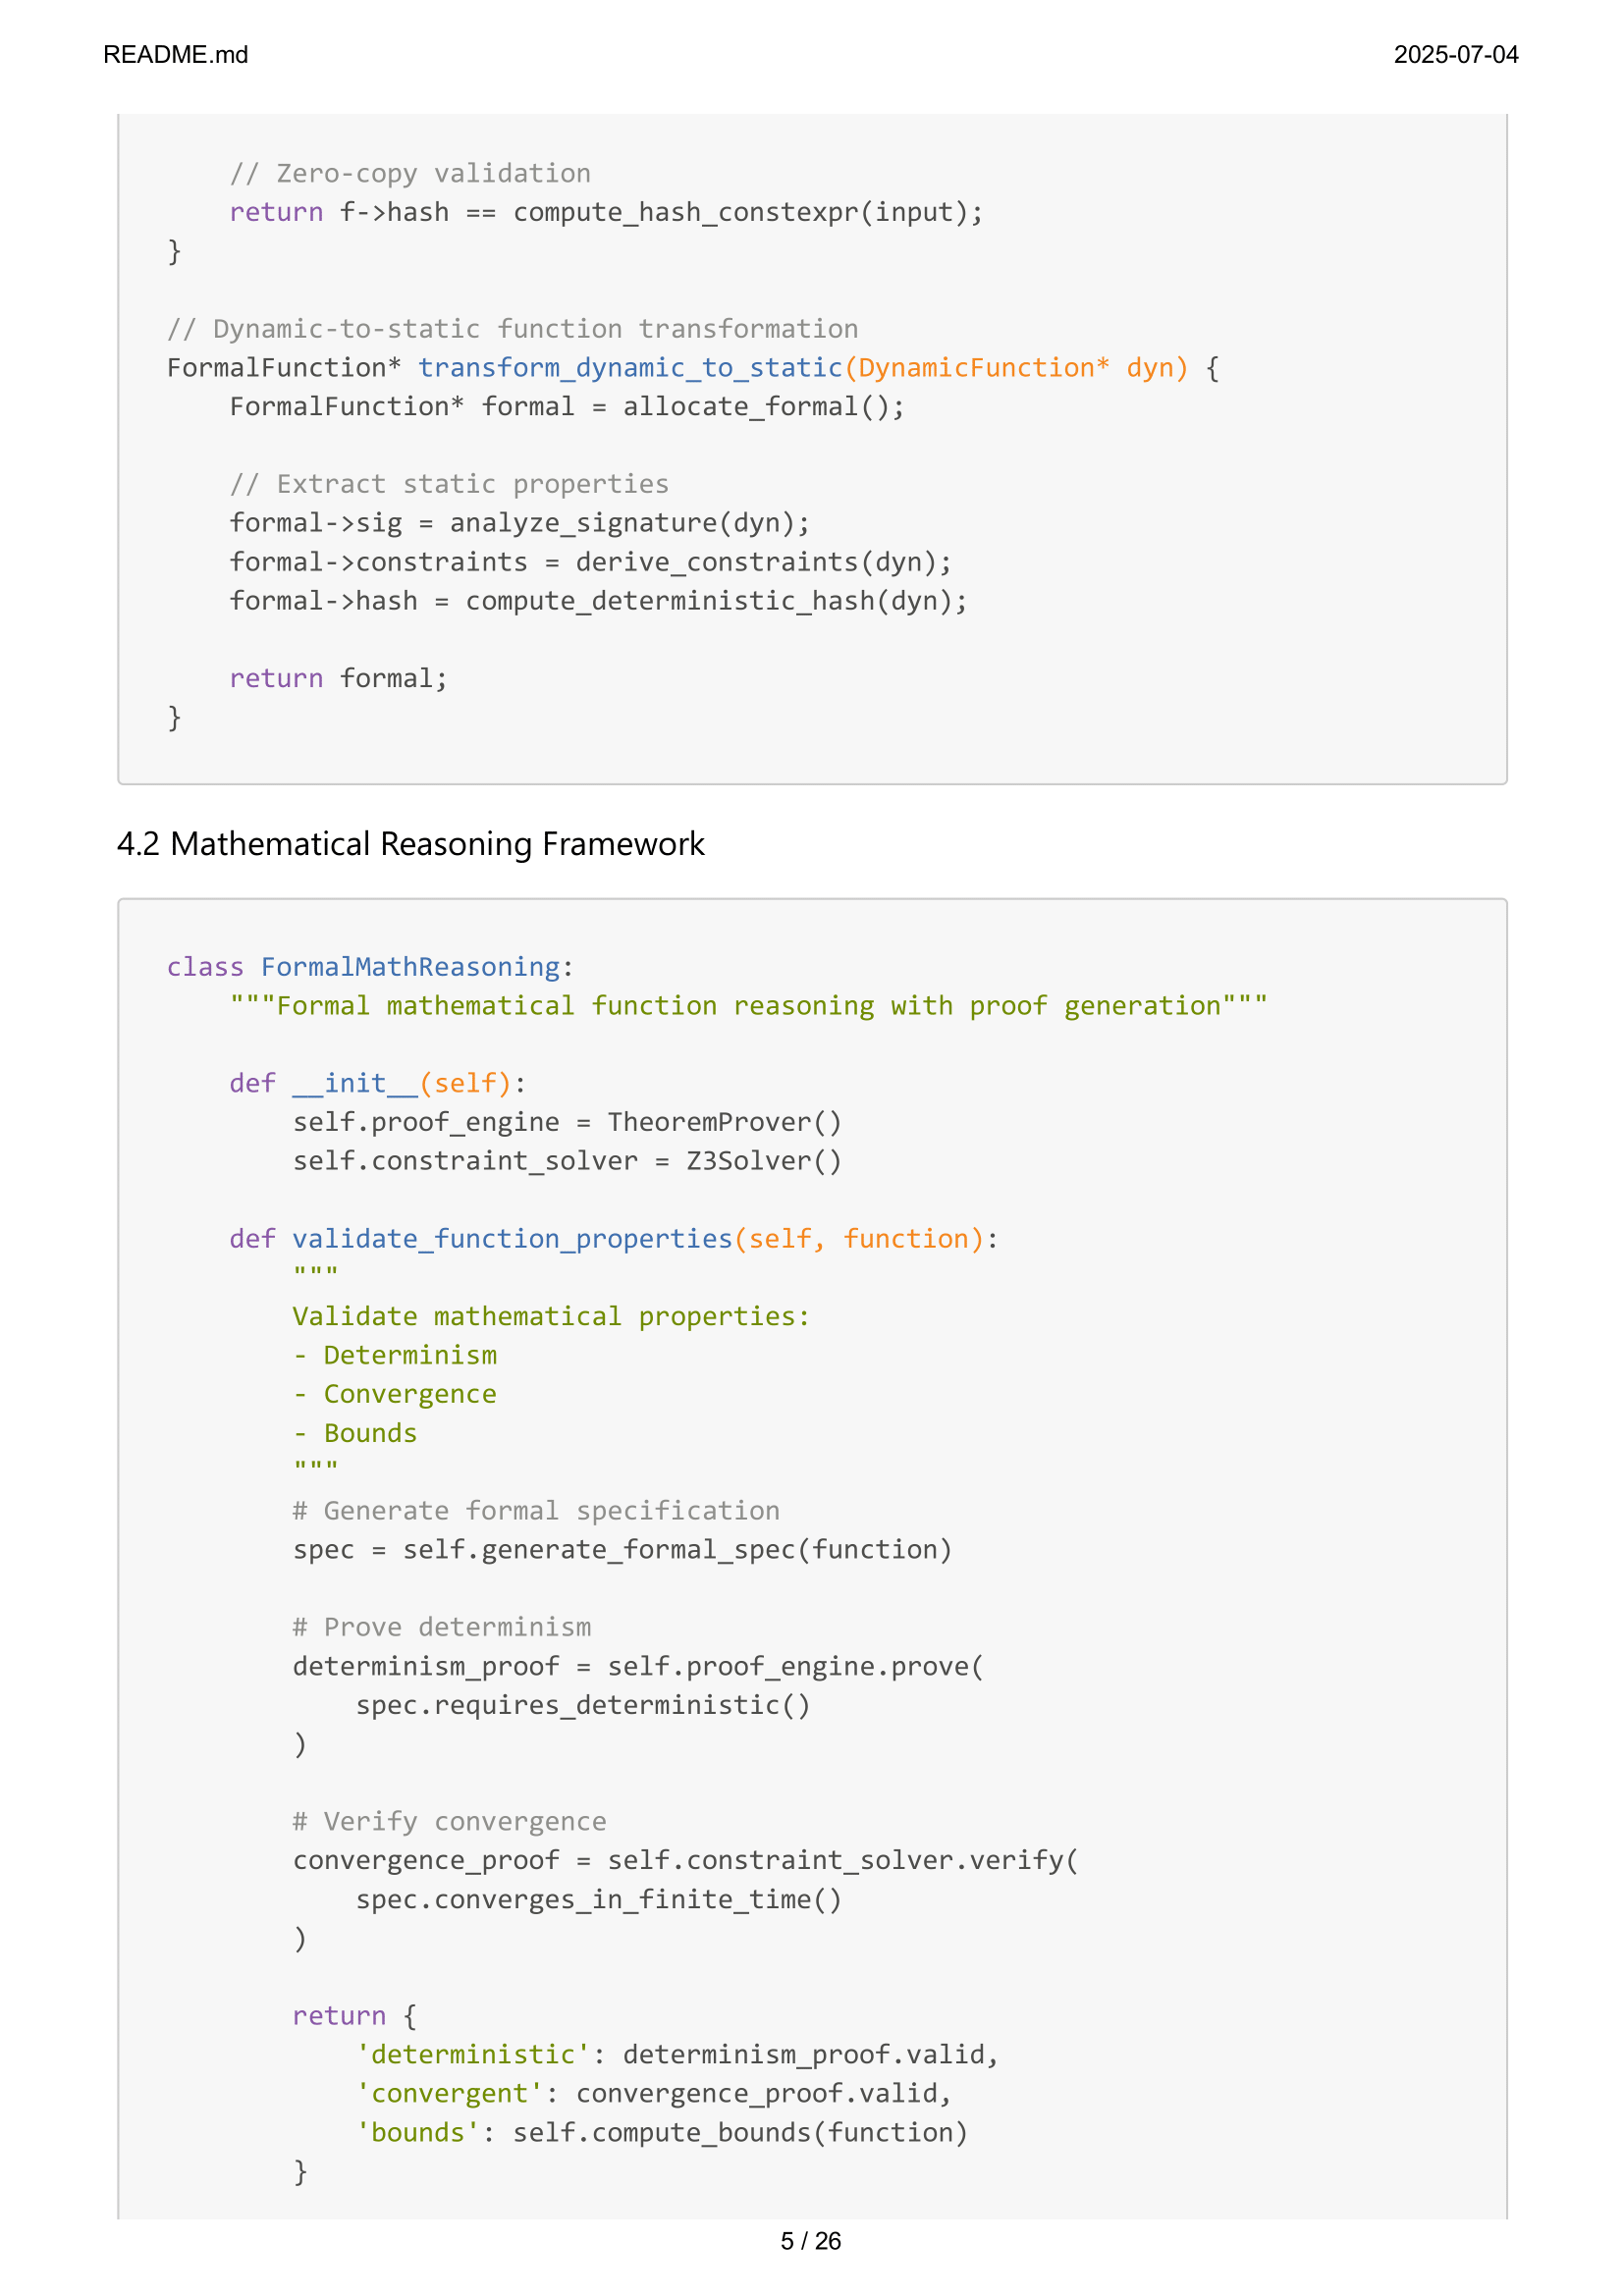 README.md
2025-07-04
    // Zero-copy validation
    return f->hash == compute_hash_constexpr(input);
}
// Dynamic-to-static function transformation
FormalFunction* transform_dynamic_to_static(DynamicFunction* dyn) {
    FormalFunction* formal = allocate_formal();
    // Extract static properties
    formal->sig = analyze_signature(dyn);
    formal->constraints = derive_constraints(dyn);
    formal->hash = compute_deterministic_hash(dyn);
    return formal;
}
4.2 Mathematical Reasoning Framework
class FormalMathReasoning:
    """Formal mathematical function reasoning with proof generation"""
    def __init__(self):
        self.proof_engine = TheoremProver()
        self.constraint_solver = Z3Solver()
    def validate_function_properties(self, function):
        """
        Validate mathematical properties:
        - Determinism
        - Convergence
        - Bounds
        """
        # Generate formal specification
        spec = self.generate_formal_spec(function)
        # Prove determinism
        determinism_proof = self.proof_engine.prove(
            spec.requires_deterministic()
        )
        # Verify convergence
        convergence_proof = self.constraint_solver.verify(
            spec.converges_in_finite_time()
        )
        return {
            'deterministic': determinism_proof.valid,
            'convergent': convergence_proof.valid,
            'bounds': self.compute_bounds(function)
        }
5 / 26